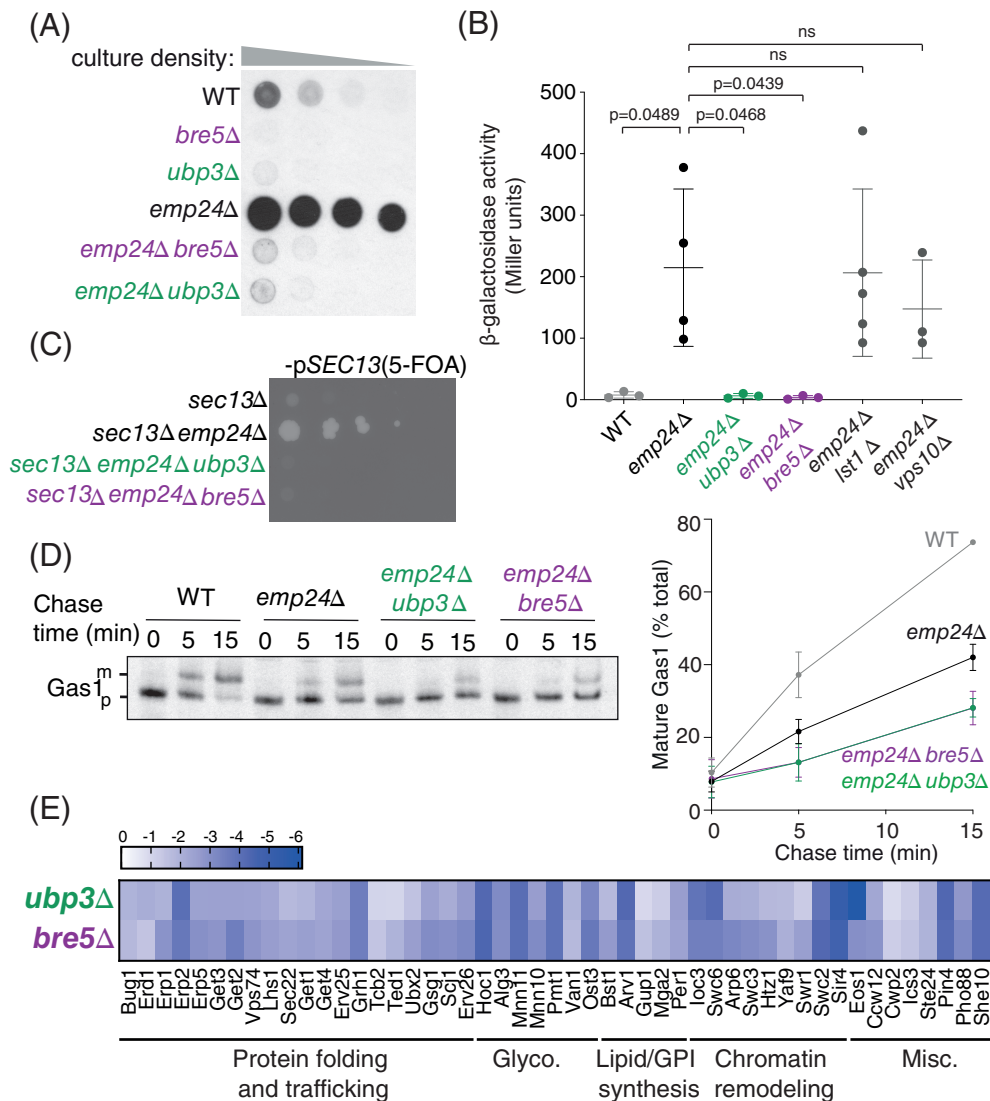 (A)
culture density:
WT
bre5Δ
ubp3Δ
emp24Δ
emp24Δ bre5Δ
emp24Δ ubp3Δ
(B)
ns
ns
p=0.0439
p=0.0489 p=0.0468
β-galactosidase activity
(Miller units)
500
400
300
200
100
0
WT
emp24Δ
emp24Δ
ubp3Δ
emp24Δ
bre5Δ
emp24Δ
lst1Δ
emp24Δ
vps10Δ
(C)
-pSEC13(5-FOA)
sec13Δ
sec13Δ emp24Δ
sec13Δ emp24Δ ubp3Δ
sec13Δ emp24Δ bre5Δ
(D)
Chase
time (min)
WT
emp24Δ
emp24Δ
ubp3Δ
emp24Δ
bre5Δ
0 5 15 0 5 15 0 5 15 0 5 15
Gas1
m
p
Mature Gas1 (% total)
80
60
40
20
0
WT
emp24Δ
emp24Δ bre5Δ
emp24Δ ubp3Δ
0 5 10 15
Chase time (min)
(E)
0 -1 -2 -3 -4 -5 -6
ubp3Δ
bre5Δ
Bug1
Erd1
Erp1
Erp2
Erp5
Get3
Get2
Vps74
Lhs1
Sec22
Get1
Get4
Erv25
Grh1
Tcb2
Ted1
Ubx2
Gsg1
Scj1
Erv26
Hoc1
Alg3
Mnn11
Mnn10
Pmt1
Van1
Ost3
Bst1
Arv1
Gup1
Mga2
Per1
Ioc3
Swc6
Arp6
Swc3
Htz1
Yaf9
Swr1
Swc2
Sir4
Eos1
Ccw12
Cwp2
Ics3
Ste24
Pin4
Pho88
She10
Protein folding
and trafficking
Glyco.
Lipid/GPI
synthesis
Chromatin
remodeling
Misc.